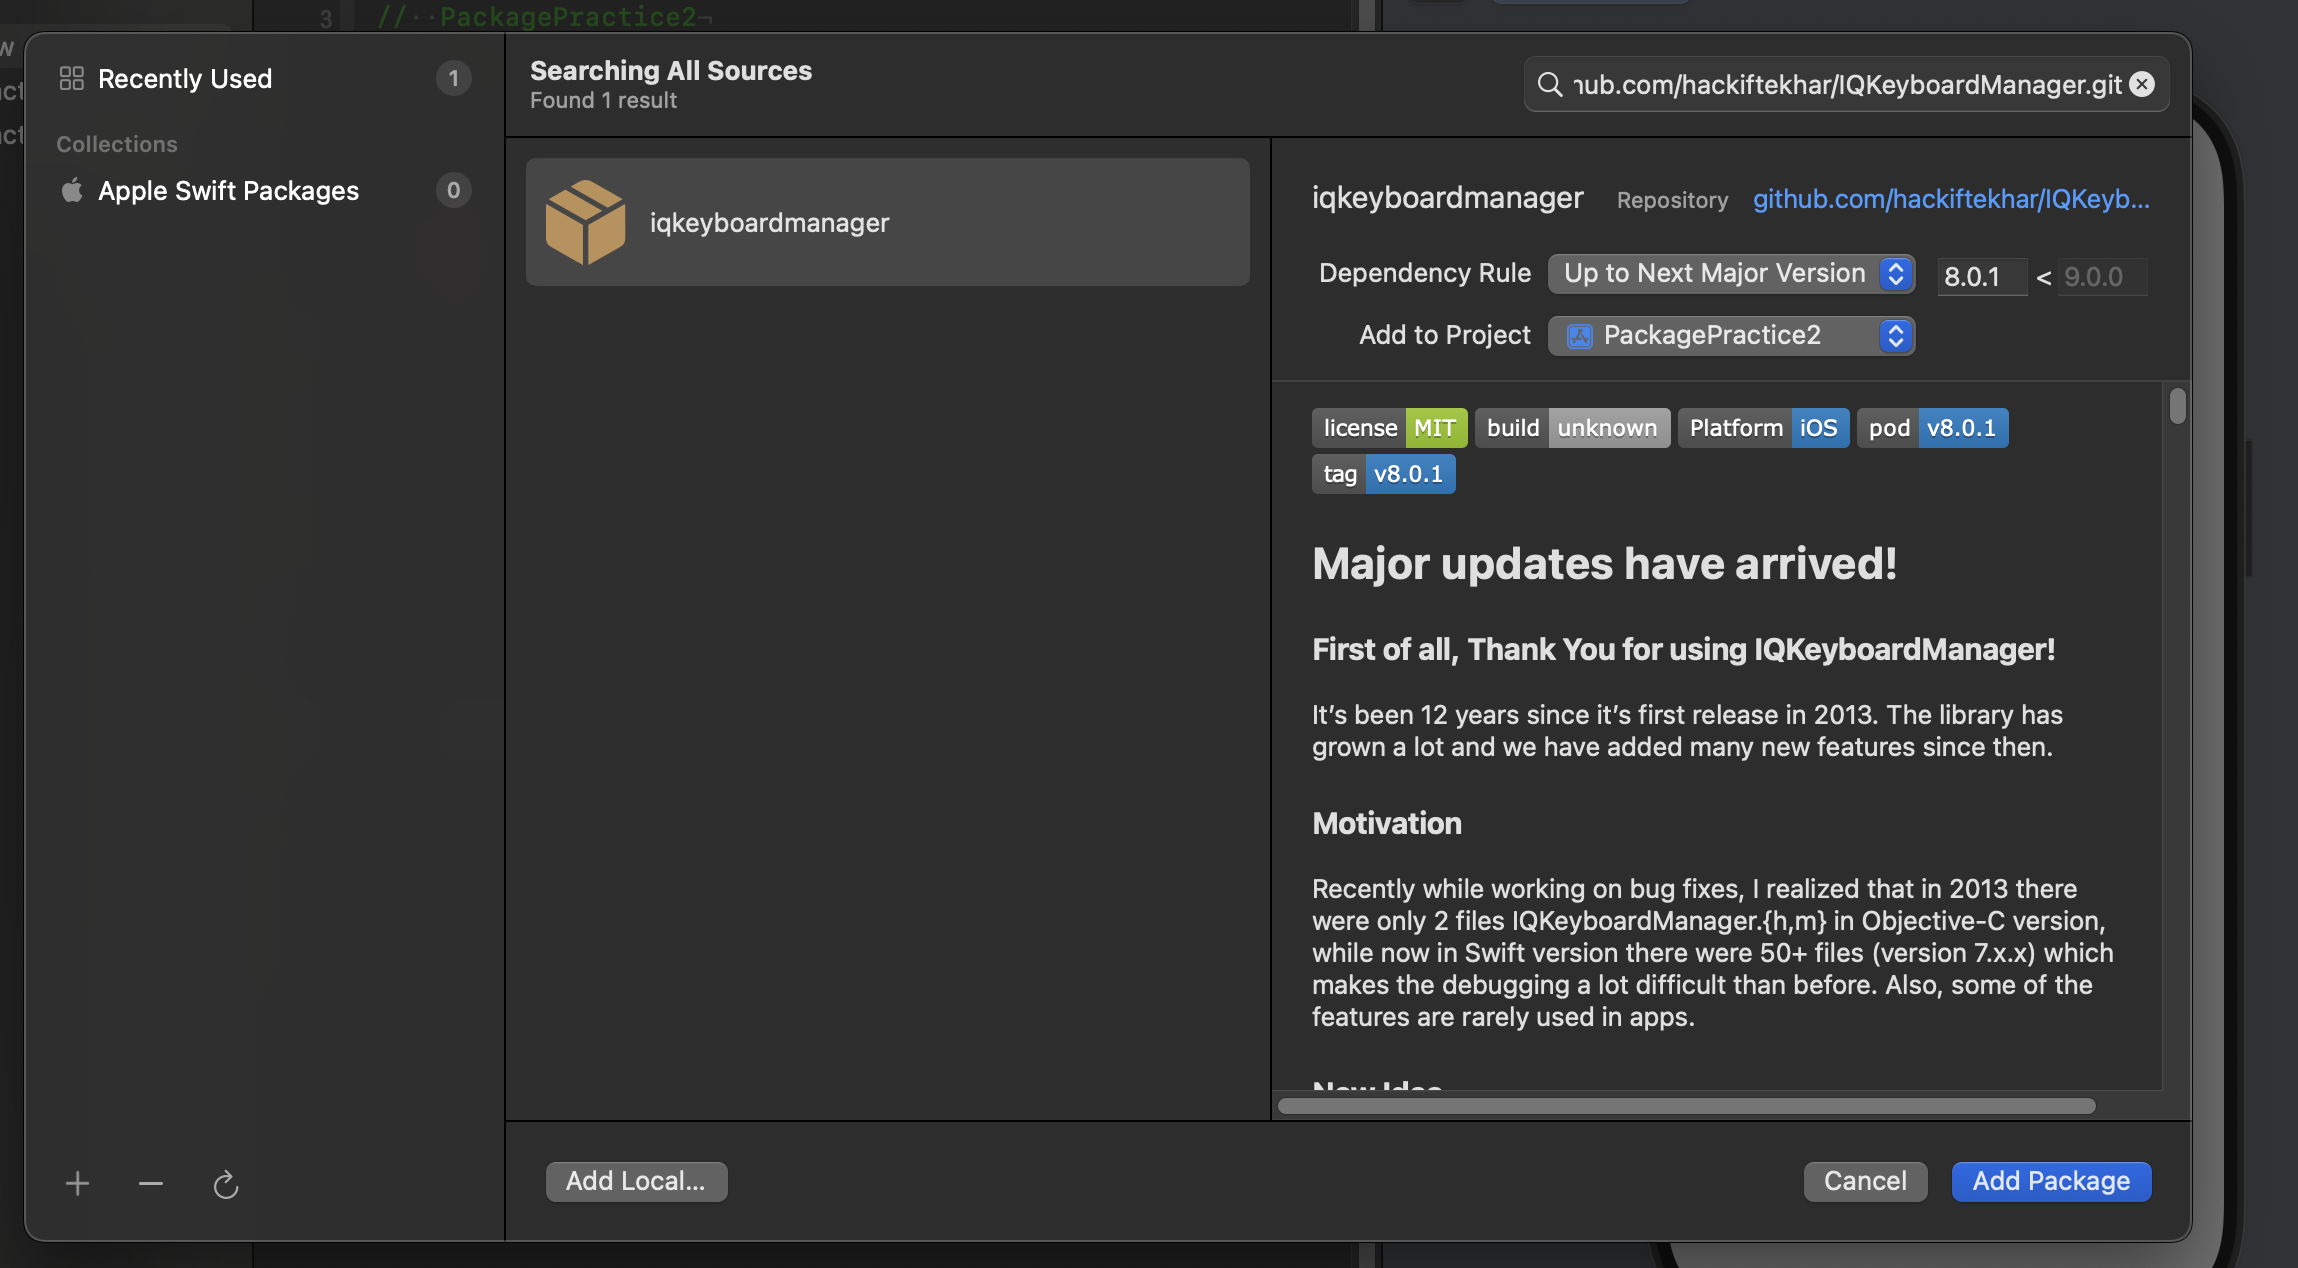 3 // ··PackagePractice2¬
Recently Used 1
Collections
Apple Swift Packages 0
Searching All Sources
Found 1 result
hub.com/hackiftekhar/IQKeyboardManager.git
iqkeyboardmanager
iqkeyboardmanager Repository github.com/hackiftekhar/IQKeyb...
Dependency Rule Up to Next Major Version 8.0.1 < 9.0.0
Add to Project PackagePractice2
license MIT build unknown Platform iOS pod v8.0.1
tag v8.0.1
Major updates have arrived!
First of all, Thank You for using IQKeyboardManager!
It’s been 12 years since it’s first release in 2013. The library has
grown a lot and we have added many new features since then.
Motivation
Recently while working on bug fixes, I realized that in 2013 there
were only 2 files IQKeyboardManager.{h,m} in Objective-C version,
while now in Swift version there were 50+ files (version 7.x.x) which
makes the debugging a lot difficult than before. Also, some of the
features are rarely used in apps.
New Idea
Add Local... Cancel Add Package